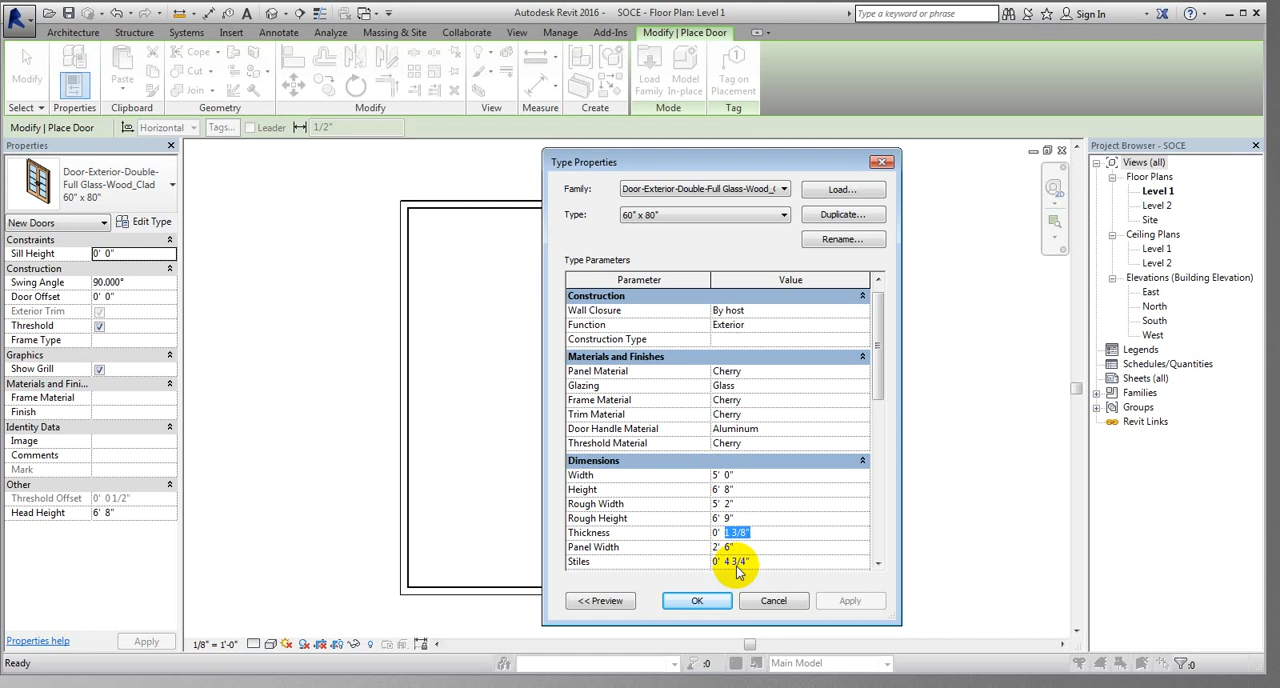 Autodesk Revit 2016 - SOCE - Floor Plan: Level 1
Type a keyword or phrase
Sign In
Architecture Structure Systems Insert Annotate Analyze Massing & Site Collaborate View Manage Add-Ins Modify | Place Door
Modify
Paste
Cope
Cut
Join
Load Family
Model In-place
Tag on Placement
Select Properties Clipboard Geometry Modify View Measure Create Mode Tag
Modify | Place Door Horizontal Tags... Leader 1/2"
Properties
Door-Exterior-Double-
Full Glass-Wood_Clad
60" x 80"
New Doors Edit Type
Constraints
Sill Height 0' 0"
Construction
Swing Angle 90.000°
Door Offset 0' 0"
Exterior Trim
Threshold
Frame Type
Graphics
Show Grill
Materials and Fini...
Frame Material
Finish
Identity Data
Image
Comments
Mark
Other
Threshold Offset 0' 0 1/2"
Head Height 6' 8"
Properties help Apply
Type Properties
Family: Door-Exterior-Double-Full Glass-Wood_ Load...
Type: 60" x 80" Duplicate...
Rename...
Type Parameters
Parameter Value
Construction
Wall Closure By host
Function Exterior
Construction Type
Materials and Finishes
Panel Material Cherry
Glazing Glass
Frame Material Cherry
Trim Material Cherry
Door Handle Material Aluminum
Threshold Material Cherry
Dimensions
Width 5' 0"
Height 6' 8"
Rough Width 5' 2"
Rough Height 6' 9"
Thickness 0' 1 3/8"
Panel Width 2' 6"
Stiles 0' 4 3/4"
<< Preview OK Cancel Apply
Project Browser - SOCE
Views (all)
Floor Plans
Level 1
Level 2
Site
Ceiling Plans
Level 1
Level 2
Elevations (Building Elevation)
East
North
South
West
Legends
Schedules/Quantities
Sheets (all)
Families
Groups
Revit Links
1/8" = 1'-0"
Ready :0 Main Model :0